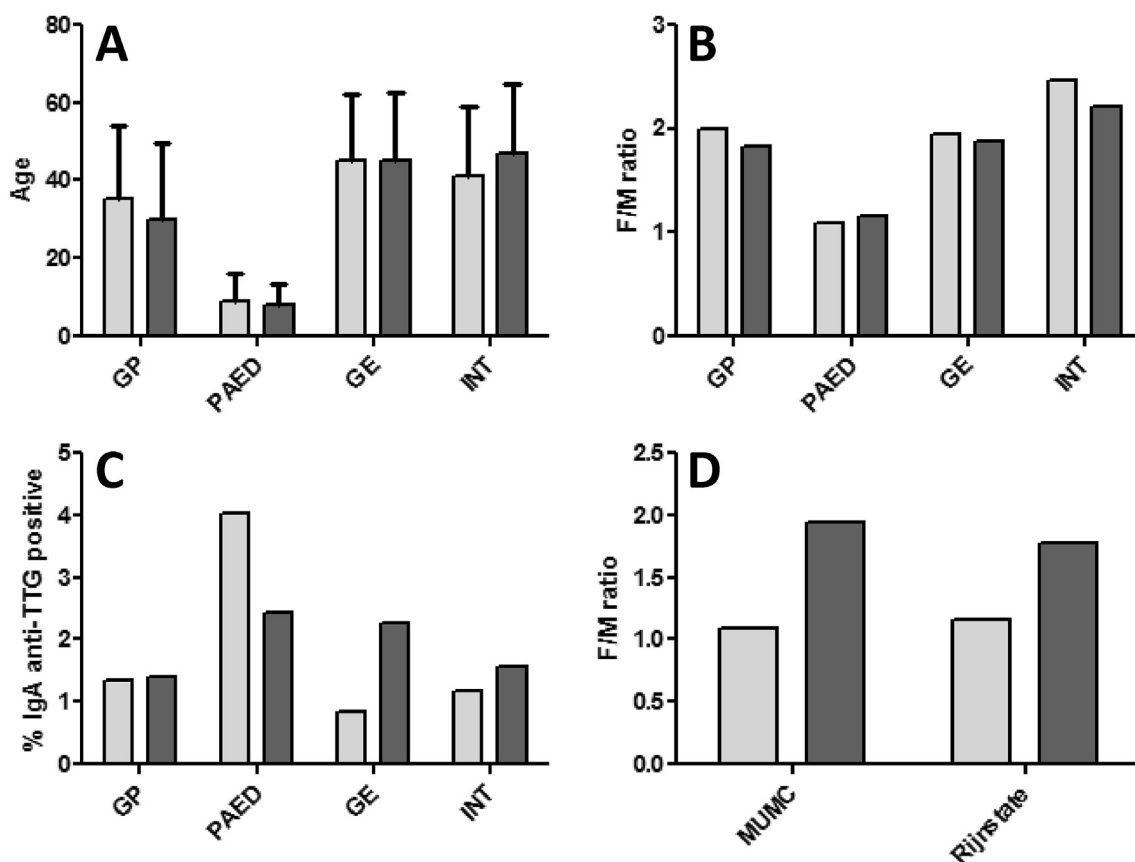 A
Age
80
60
40
20
0
GP
PAED
GE
INT
B
F/M ratio
3
2
1
0
GP
PAED
GE
INT
C
% IgA anti-TTG positive
5
4
3
2
1
0
GP
PAED
GE
INT
D
F/M ratio
2.5
2.0
1.5
1.0
0.5
0.0
MUMC
Rijnstate